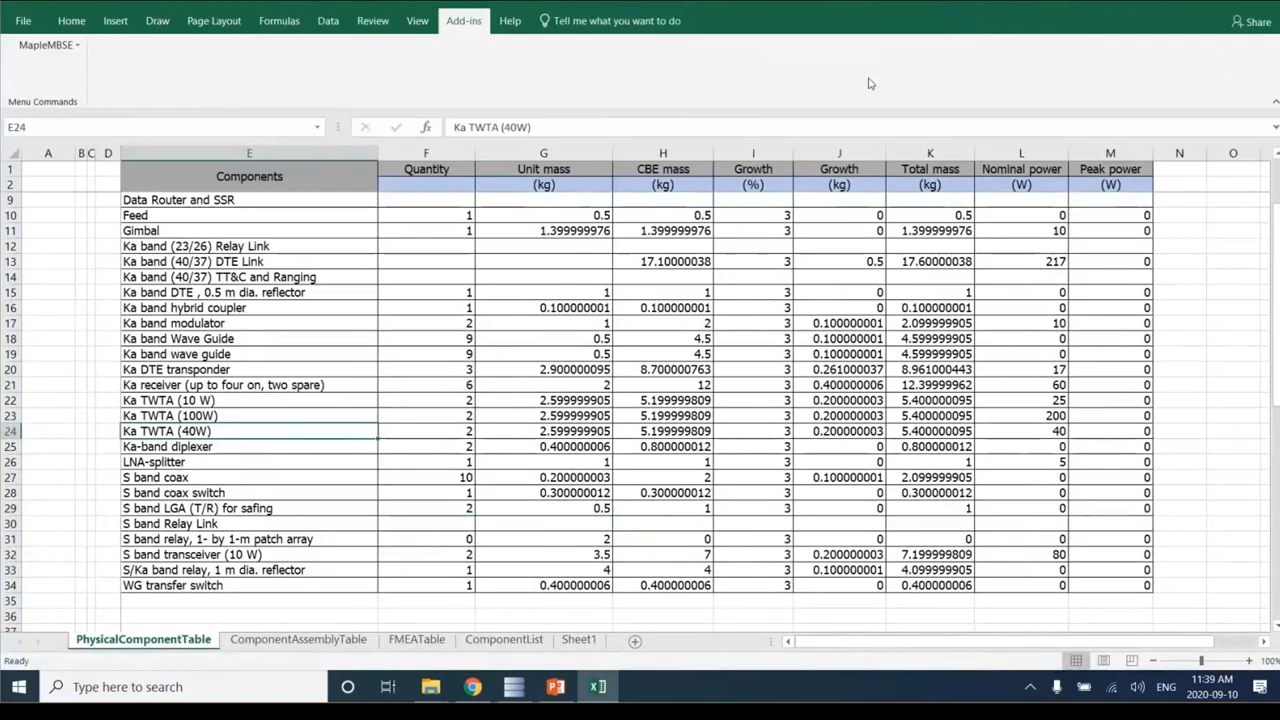 File Home Insert Draw Page Layout Formulas Data Review View Add-ins Help Tell me what you want to do Share
MapleMBSE
Menu Commands
E24 fx Ka TWTA (40W)
A B C D E F G H I J K L M N O
1 Components Quantity Unit mass CBE mass Growth Growth Total mass Nominal power Peak power
2 (kg) (kg) (%) (kg) (kg) (W) (W)
9 Data Router and SSR
10 Feed 1 0.5 0.5 3 0 0.5 0 0
11 Gimbal 1 1.399999976 1.399999976 3 0 1.399999976 10 0
12 Ka band (23/26) Relay Link
13 Ka band (40/37) DTE Link 17.10000038 3 0.5 17.60000038 217 0
14 Ka band (40/37) TT&C and Ranging
15 Ka band DTE , 0.5 m dia. reflector 1 1 1 3 0 1 0 0
16 Ka band hybrid coupler 1 0.100000001 0.100000001 3 0 0.100000001 0 0
17 Ka band modulator 2 1 2 3 0.100000001 2.099999905 10 0
18 Ka band Wave Guide 9 0.5 4.5 3 0.100000001 4.599999905 0 0
19 Ka band wave guide 9 0.5 4.5 3 0.100000001 4.599999905 0 0
20 Ka DTE transponder 3 2.900000095 8.700000763 3 0.261000037 8.961000443 17 0
21 Ka receiver (up to four on, two spare) 6 2 12 3 0.400000006 12.39999962 60 0
22 Ka TWTA (10 W) 2 2.599999905 5.199999809 3 0.200000003 5.400000095 25 0
23 Ka TWTA (100W) 2 2.599999905 5.199999809 3 0.200000003 5.400000095 200 0
24 Ka TWTA (40W) 2 2.599999905 5.199999809 3 0.200000003 5.400000095 40 0
25 Ka-band diplexer 2 0.400000006 0.800000012 3 0 0.800000012 0 0
26 LNA-splitter 1 1 1 3 0 1 5 0
27 S band coax 10 0.200000003 2 3 0.100000001 2.099999905 0 0
28 S band coax switch 1 0.300000012 0.300000012 3 0 0.300000012 0 0
29 S band LGA (T/R) for safing 2 0.5 1 3 0 1 0 0
30 S band Relay Link
31 S band relay, 1- by 1-m patch array 0 2 0 3 0 0 0 0
32 S band transceiver (10 W) 2 3.5 7 3 0.200000003 7.199999809 80 0
33 S/Ka band relay, 1 m dia. reflector 1 4 4 3 0.100000001 4.099999905 0 0
34 WG transfer switch 1 0.400000006 0.400000006 3 0 0.400000006 0 0
35
36
37
PhysicalComponentTable ComponentAssemblyTable FMEATable ComponentList Sheet1
Ready 100%
Type here to search ENG 11:39 AM
2020-09-10